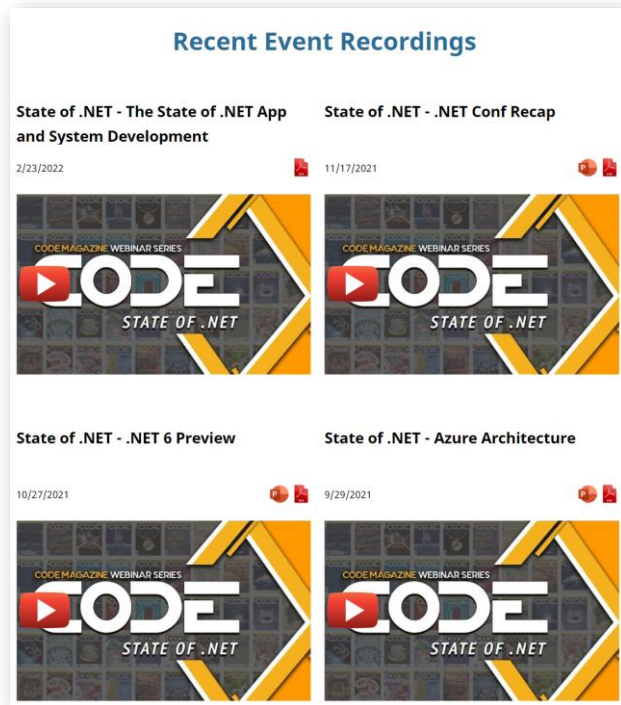 Recent Event Recordings
State of .NET - The State of .NET App
and System Development
2/23/2022
State of .NET - .NET Conf Recap
11/17/2021
CODE MAGAZINE WEBINAR SERIES
CODE
STATE OF .NET
CODE MAGAZINE WEBINAR SERIES
CODE
STATE OF .NET
State of .NET - .NET 6 Preview
10/27/2021
State of .NET - Azure Architecture
9/29/2021
CODE MAGAZINE WEBINAR SERIES
CODE
STATE OF .NET
CODE MAGAZINE WEBINAR SERIES
CODE
STATE OF .NET